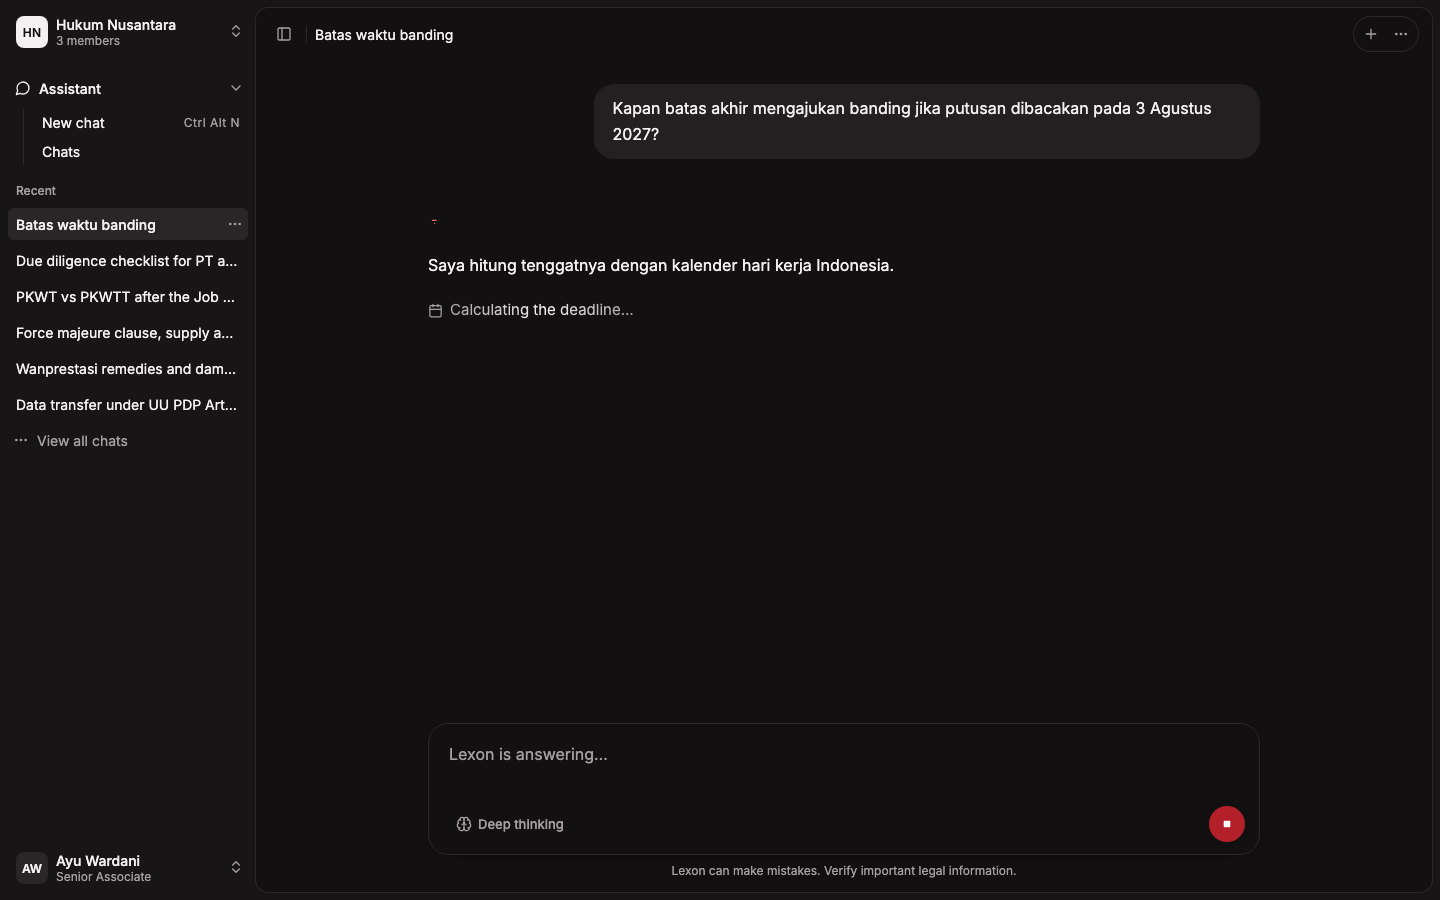 HN
Hukum Nusantara
3 members
Assistant
New chat
Ctrl Alt N
Chats
Recent
Batas waktu banding
Due diligence checklist for PT a...
PKWT vs PKWTT after the Job ...
Force majeure clause, supply a...
Wanprestasi remedies and dam...
Data transfer under UU PDP Art...
View all chats
AW
Ayu Wardani
Senior Associate
Batas waktu banding
Kapan batas akhir mengajukan banding jika putusan dibacakan pada 3 Agustus
2027?
Saya hitung tenggatnya dengan kalender hari kerja Indonesia.
Calculating the deadline...
Lexon is answering...
Deep thinking
Lexon can make mistakes. Verify important legal information.